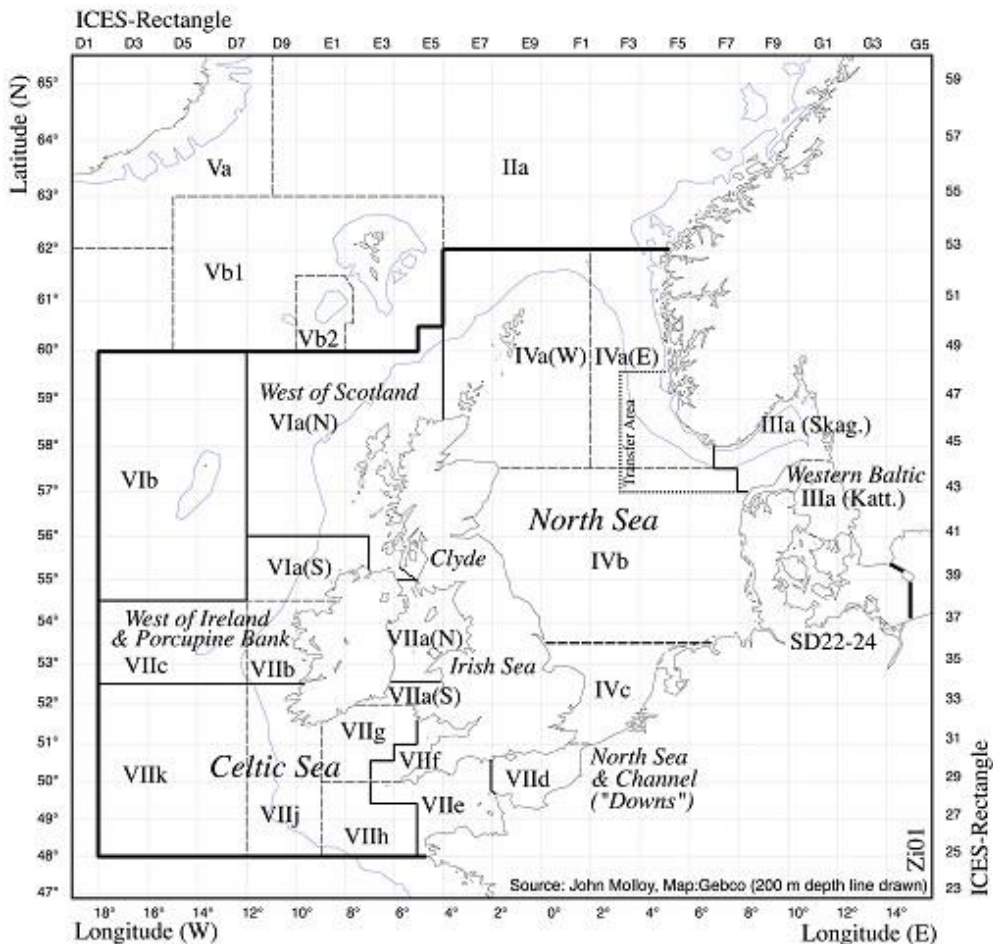 ICES-Rectangle
D1 D3 D5 D7 D9 E1 E3 E5 E7 E9 F1 F3 F5 F7 F9 G1 G3 G5
Latitude (N)
65°
64°
63°
62°
61°
60°
59°
58°
57°
56°
55°
54°
53°
52°
51°
50°
49°
48°
47°
59
57
55
53
51
49
47
45
43
41
39
37
35
33
31
29
27
25
23
ICES-Rectangle
Va
IIa
Vb1
Vb2
IVa(W)
IVa(E)
West of Scotland
VIa(N)
Transfer Area
IIIa (Skag.)
VIb
Western Baltic
IIIa (Katt.)
North Sea
IVb
Clyde
VIa(S)
West of Ireland
& Porcupine Bank
VIIc
VIIb
VIIa(N)
Irish Sea
SD22-24
VIIa(S)
IVc
VIIg
Celtic Sea
VIIk
VIIf
VIId
North Sea
& Channel
("Downs")
VIIe
VIIj
VIIh
Zi01
Source: John Molloy, Map:Gebco (200 m depth line drawn)
18° 16° 14° 12° 10° 8° 6° 4° 2° 0° 2° 4° 6° 8° 10° 12° 14°
Longitude (W)
Longitude (E)